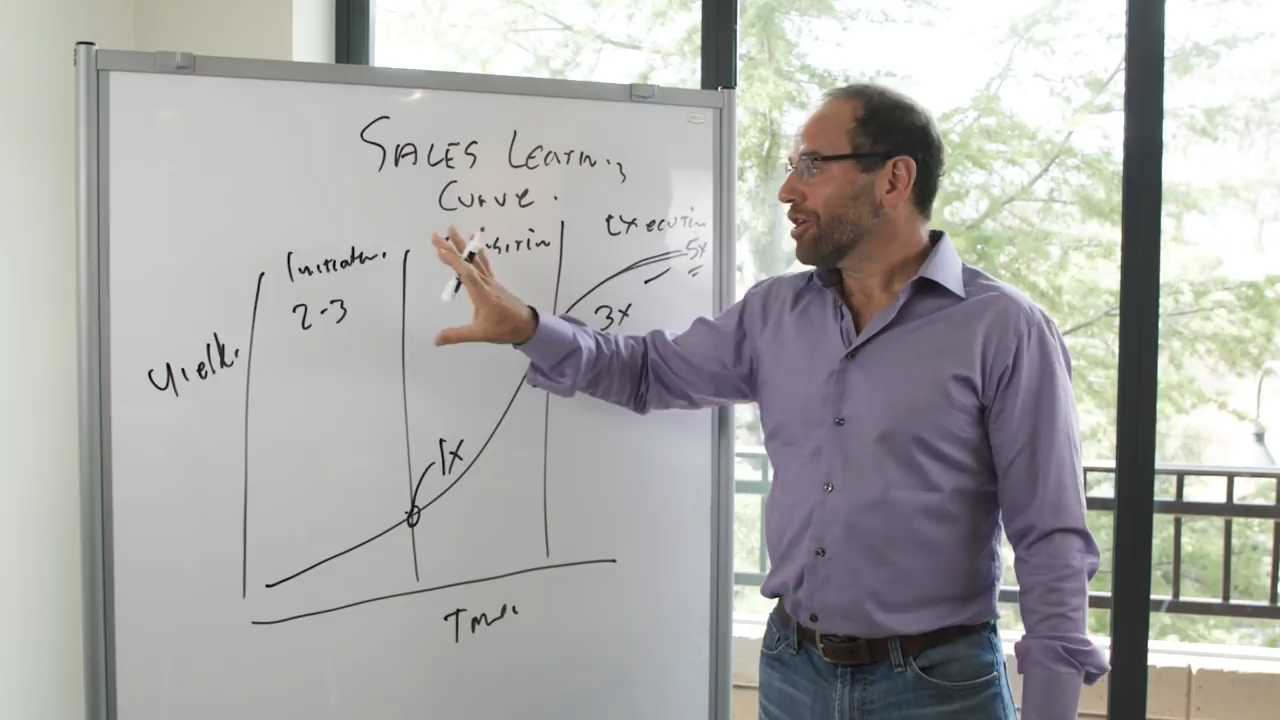 SALES Learning
Curve.
Initiation.
2-3
Execution
5x
3x
Yield.
1x
Time.